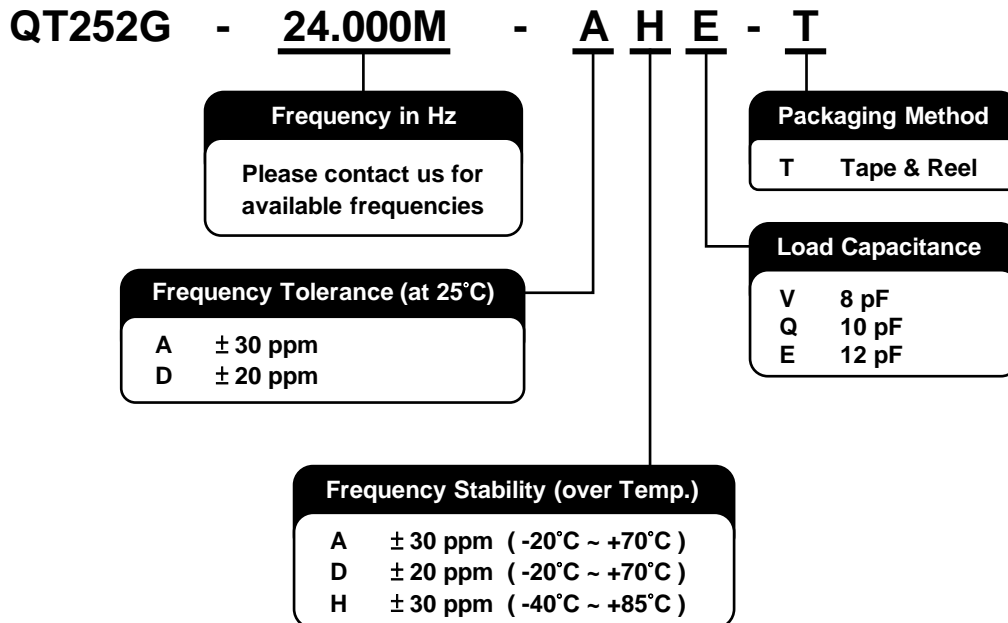 QT252G - 24.000M - A H E - T
Frequency in Hz
Please contact us for
available frequencies
Packaging Method
T Tape & Reel
Load Capacitance
V 8 pF
Q 10 pF
E 12 pF
Frequency Tolerance (at 25°C)
A ± 30 ppm
D ± 20 ppm
Frequency Stability (over Temp.)
A ± 30 ppm ( -20°C ~ +70°C )
D ± 20 ppm ( -20°C ~ +70°C )
H ± 30 ppm ( -40°C ~ +85°C )